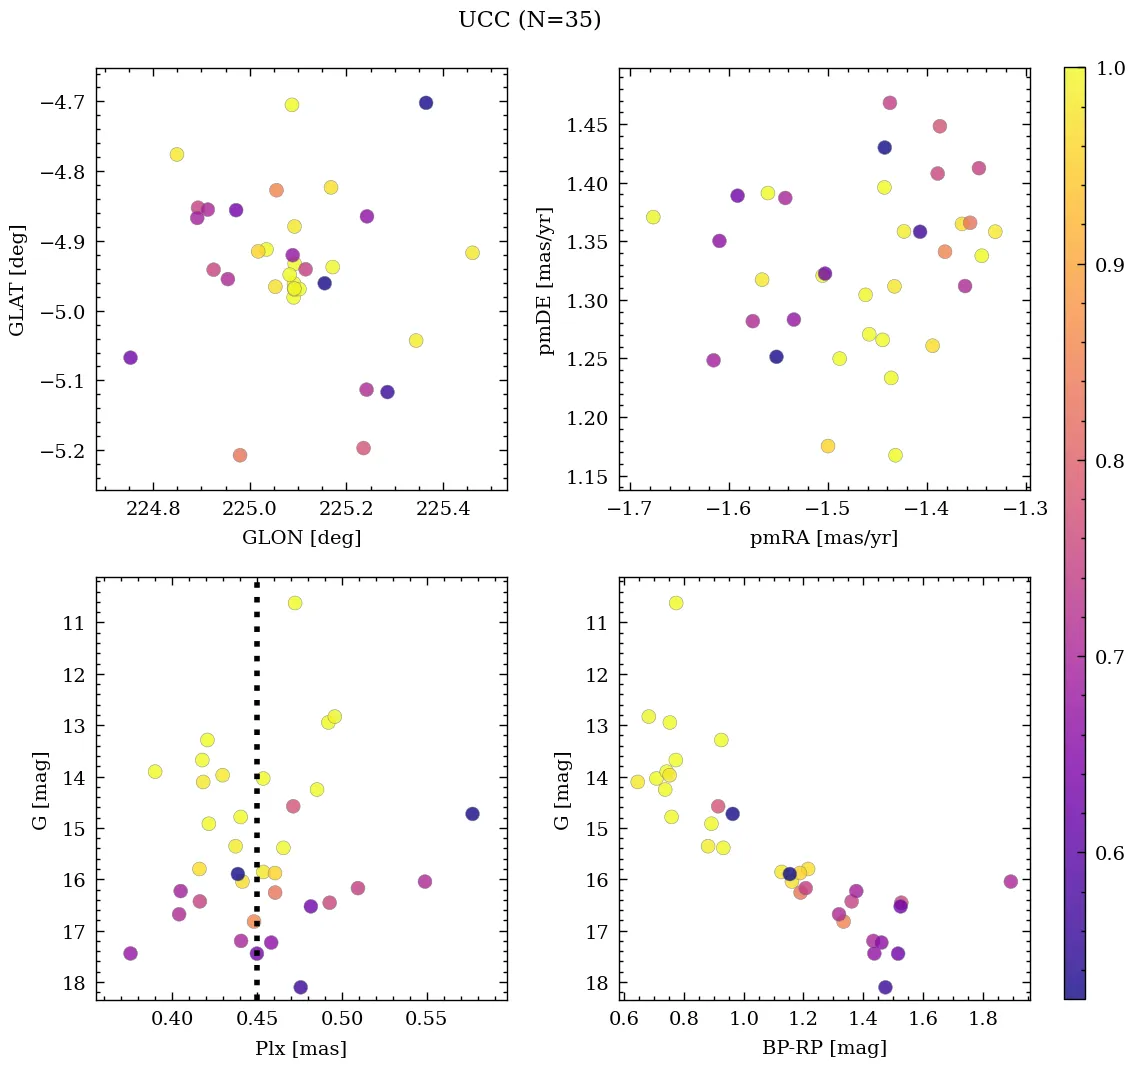 UCC (N=35)
−4.7
−4.8
−4.9
−5.0
−5.1
−5.2
GLAT [deg]
224.8 225.0 225.2 225.4
GLON [deg]
1.45
1.40
1.35
1.30
1.25
1.20
1.15
pmDE [mas/yr]
−1.7 −1.6 −1.5 −1.4 −1.3
pmRA [mas/yr]
1.0
0.9
0.8
0.7
0.6
11
12
13
14
15
16
17
18
G [mag]
0.40 0.45 0.50 0.55
Plx [mas]
11
12
13
14
15
16
17
18
G [mag]
0.6 0.8 1.0 1.2 1.4 1.6 1.8
BP-RP [mag]